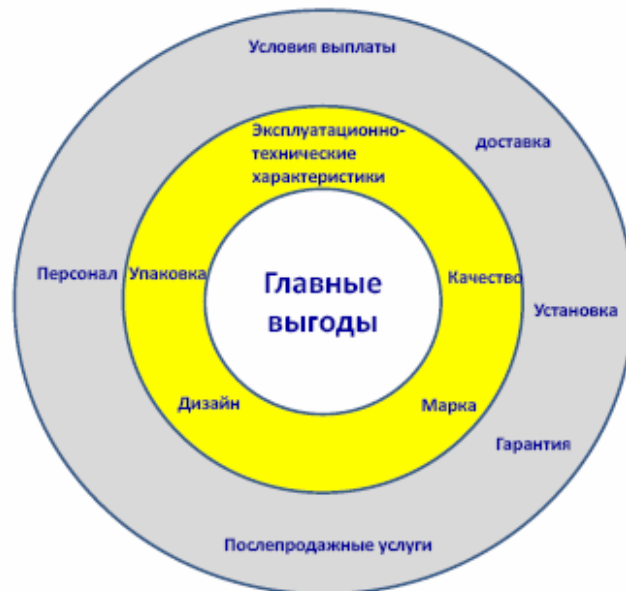 Условия выплаты
Эксплуатационно-
технические
характеристики
доставка
Персонал
Упаковка
Главные
выгоды
Качество
Установка
Дизайн
Марка
Гарантия
Послепродажные услуги